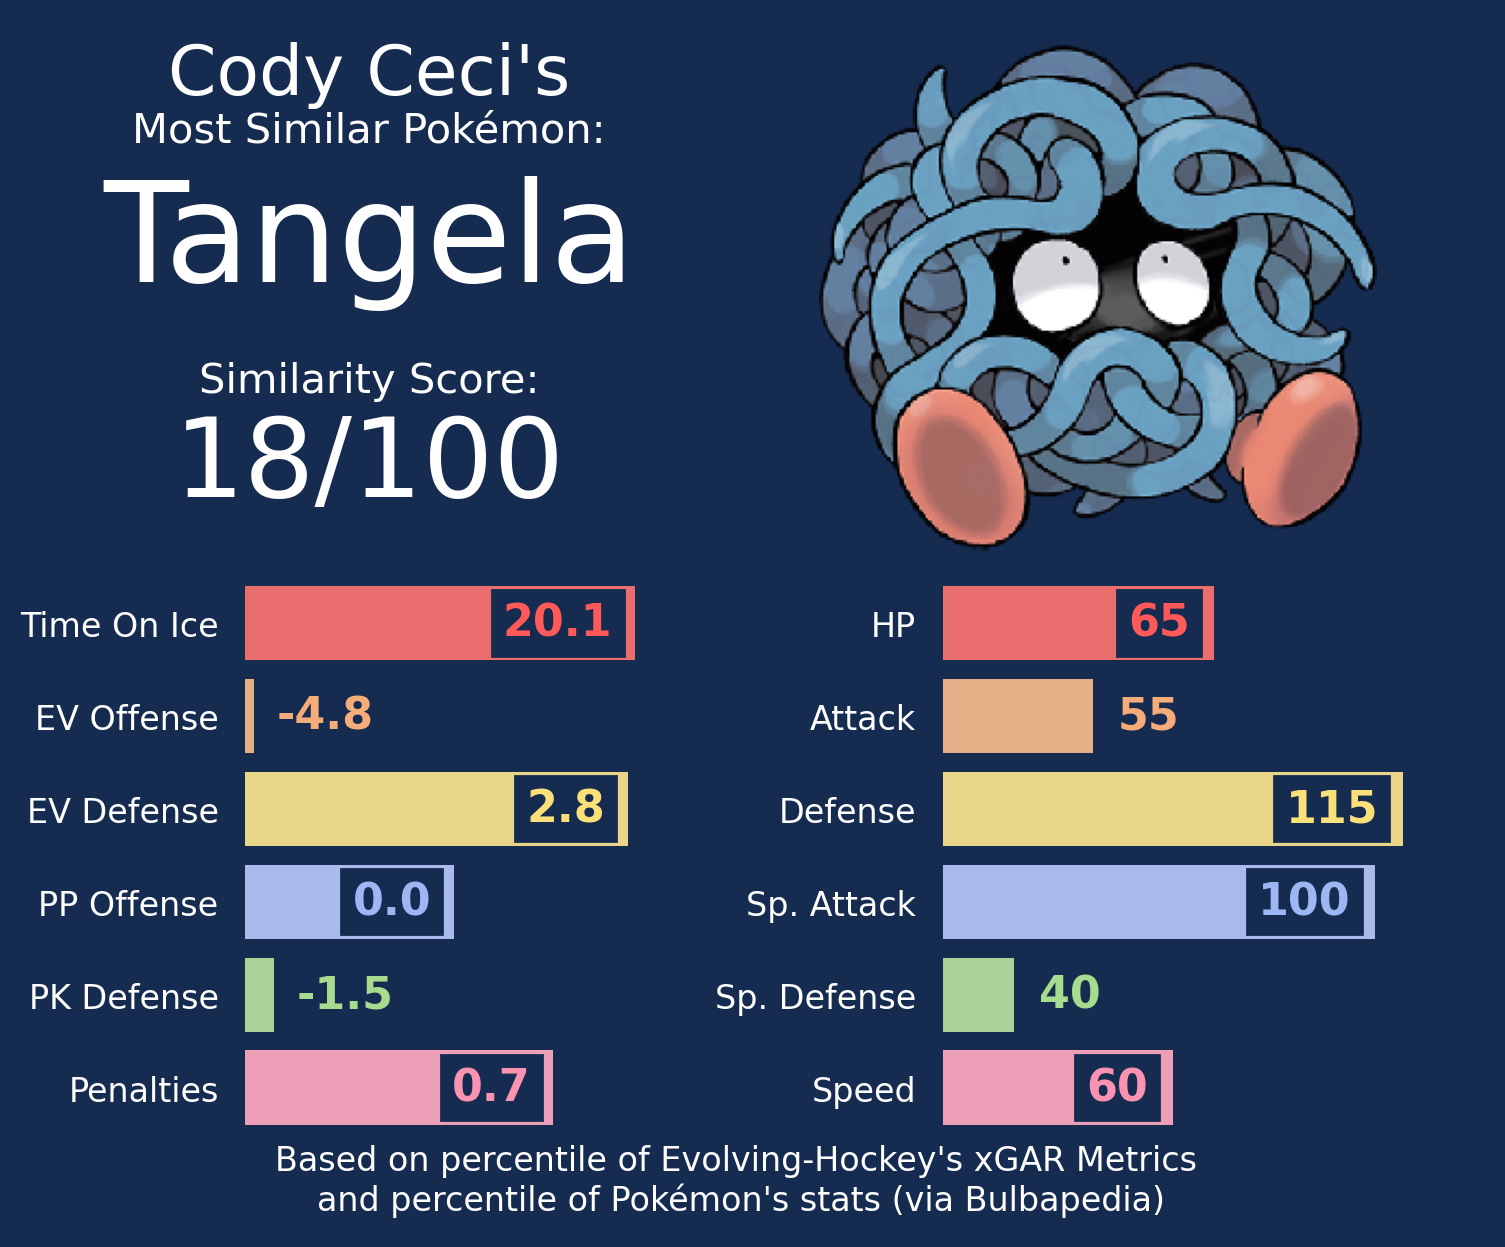 Cody Ceci's
Most Similar Pokémon:
Tangela
Similarity Score:
18/100
Time On Ice 20.1
EV Offense -4.8
EV Defense 2.8
PP Offense 0.0
PK Defense -1.5
Penalties 0.7
HP 65
Attack 55
Defense 115
Sp. Attack 100
Sp. Defense 40
Speed 60
Based on percentile of Evolving-Hockey's xGAR Metrics
and percentile of Pokémon's stats (via Bulbapedia)